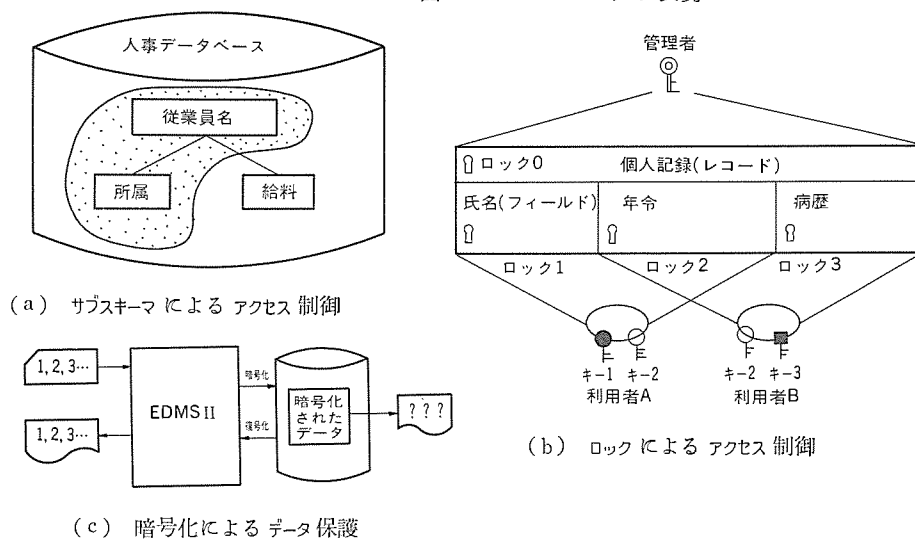 人事データベース
従業員名
所属
給料
(a) サブスキーマ による アクセス 制御
管理者
ロック0
個人記録(レコード)
氏名(フィールド)
年令
病歴
ロック1
ロック2
ロック3
キー1
キー2
キー2
キー3
利用者A
利用者B
(b) ロック による アクセス 制御
1, 2, 3…
1, 2, 3…
EDMSⅡ
暗号化
復号化
暗号化
された
データ
? ? ?
(c) 暗号化による データ 保護